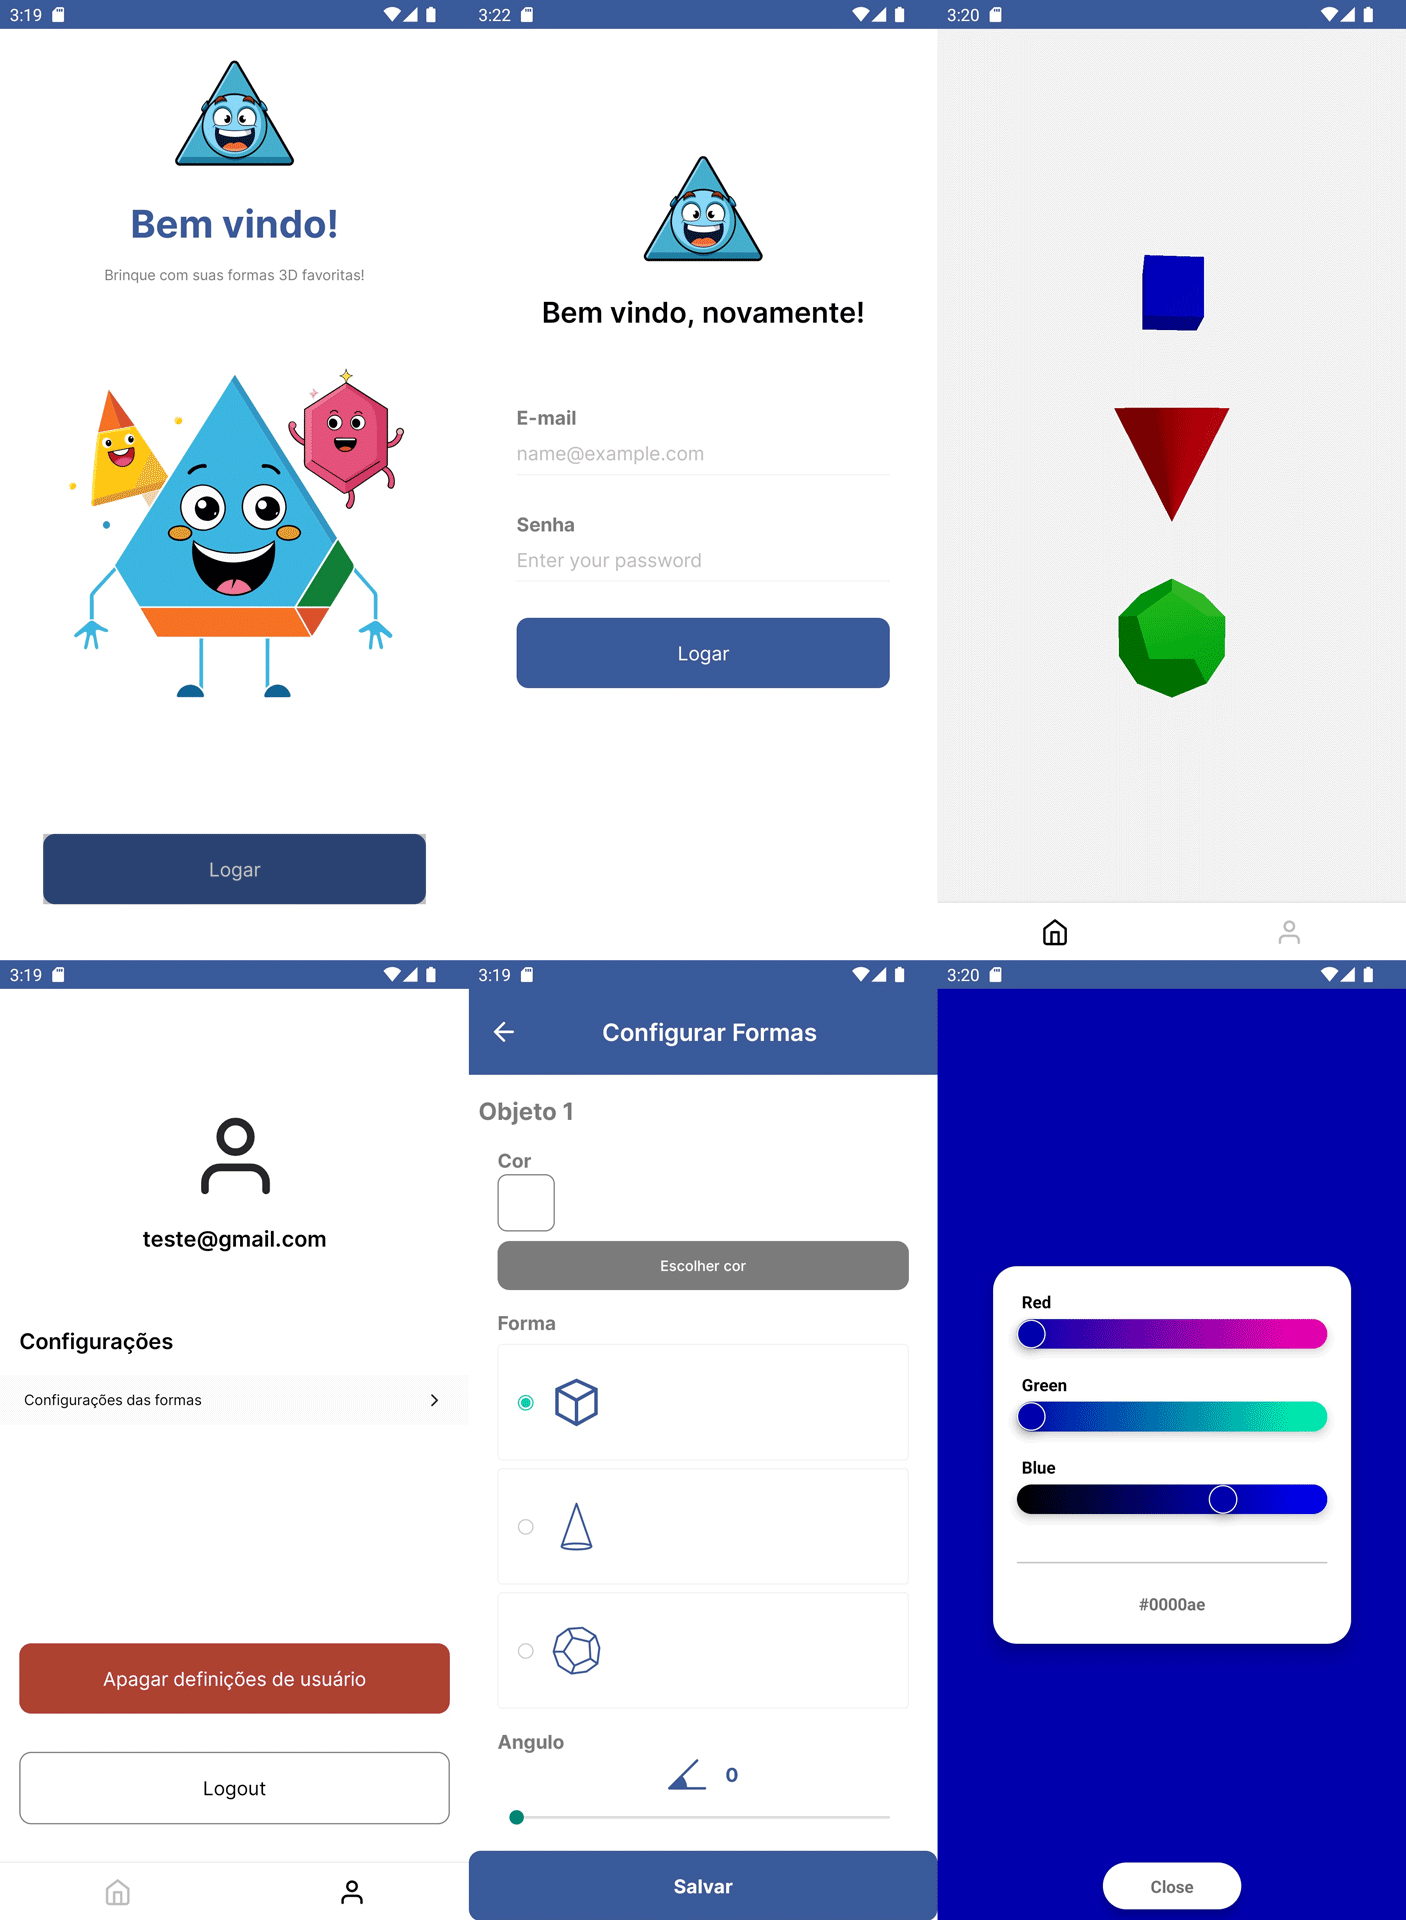 3:19
Bem vindo!
Brinque com suas formas 3D favoritas!
Logar
3:22
Bem vindo, novamente!
E-mail
name@example.com
Senha
Enter your password
Logar
3:20
3:19
teste@gmail.com
Configurações
Configurações das formas
Apagar definições de usuário
Logout
3:19
Configurar Formas
Objeto 1
Cor
Escolher cor
Forma
Angulo
0
Salvar
3:20
Red
Green
Blue
#0000ae
Close